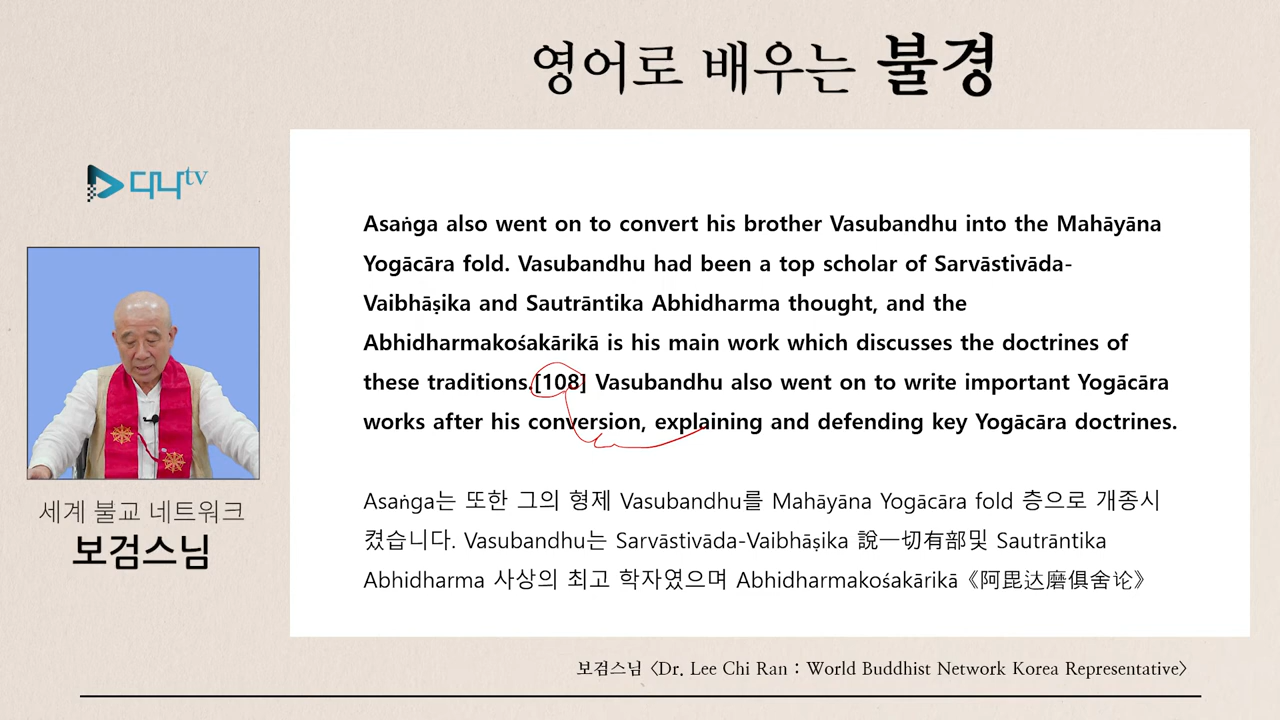 영어로 배우는 불경
디나tv
Asaṅga also went on to convert his brother Vasubandhu into the Mahāyāna
Yogācāra fold. Vasubandhu had been a top scholar of Sarvāstivāda-
Vaibhāṣika and Sautrāntika Abhidharma thought, and the
Abhidharmakośakārikā is his main work which discusses the doctrines of
these traditions.[108] Vasubandhu also went on to write important Yogācāra
works after his conversion, explaining and defending key Yogācāra doctrines.
Asaṅga는 또한 그의 형제 Vasubandhu를 Mahāyāna Yogācāra fold 층으로 개종시
켰습니다. Vasubandhu는 Sarvāstivāda-Vaibhāṣika 說一切有部및 Sautrāntika
Abhidharma 사상의 최고 학자였으며 Abhidharmakośakārikā《阿毘达磨俱舍论》
세계 불교 네트워크
보검스님
보검스님 〈Dr. Lee Chi Ran : World Buddhist Network Korea Representative〉